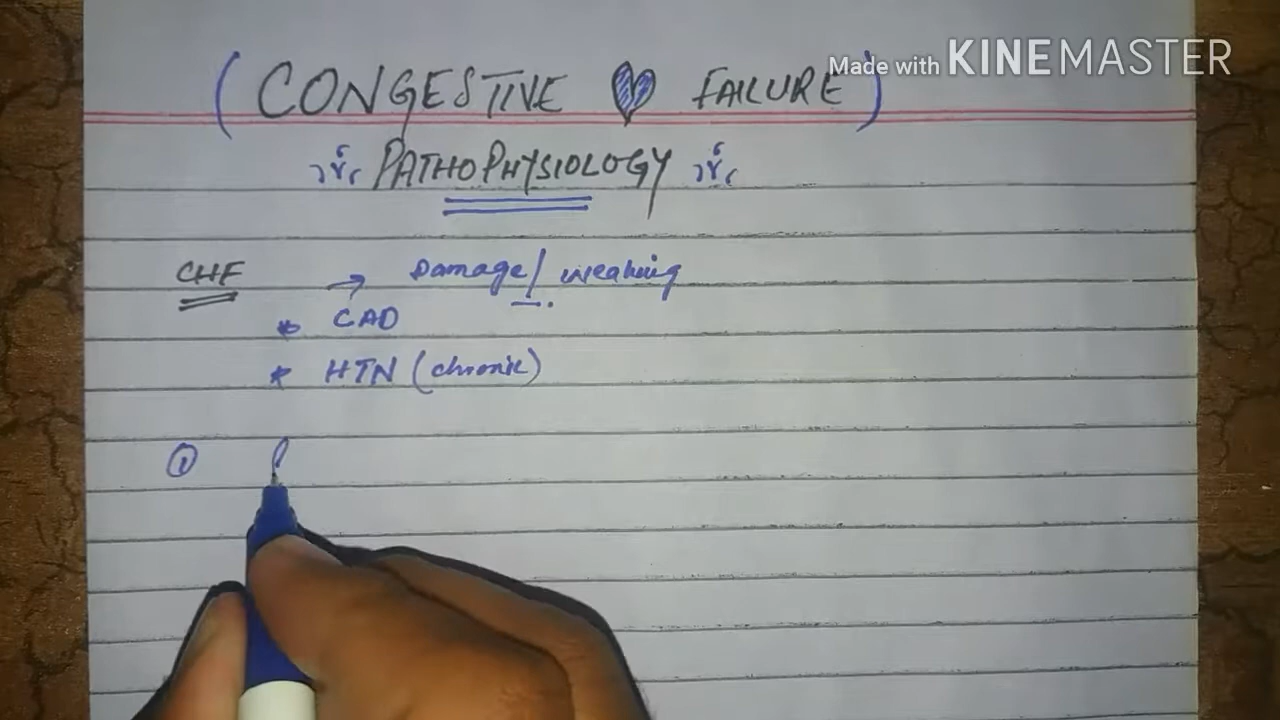 Made with KINEMASTER
(CONGESTIVE FAILURE)
PATHOPHYSIOLOGY
CHF → Damage/ weaking
* CAD
* HTN (chronic)
①